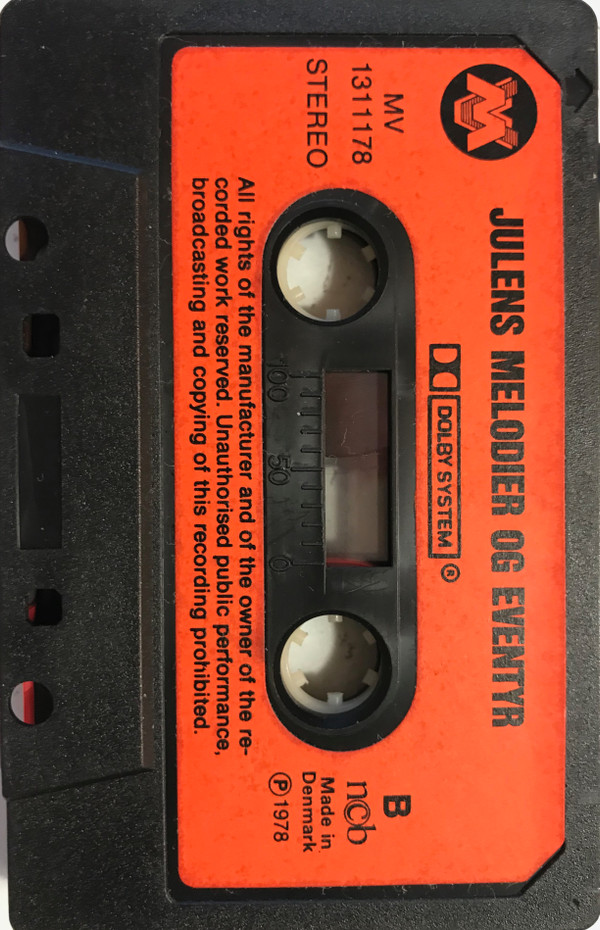 JULENS MELODIER OG EVENTYR
DOLBY SYSTEM®
MV
1311178
STEREO
B
ncb
Made in
Denmark
Ⓟ1978
100 50 0
All rights of the manufacturer and of the owner of the re-
corded work reserved. Unauthorised public performance,
broadcasting and copying of this recording prohibited.